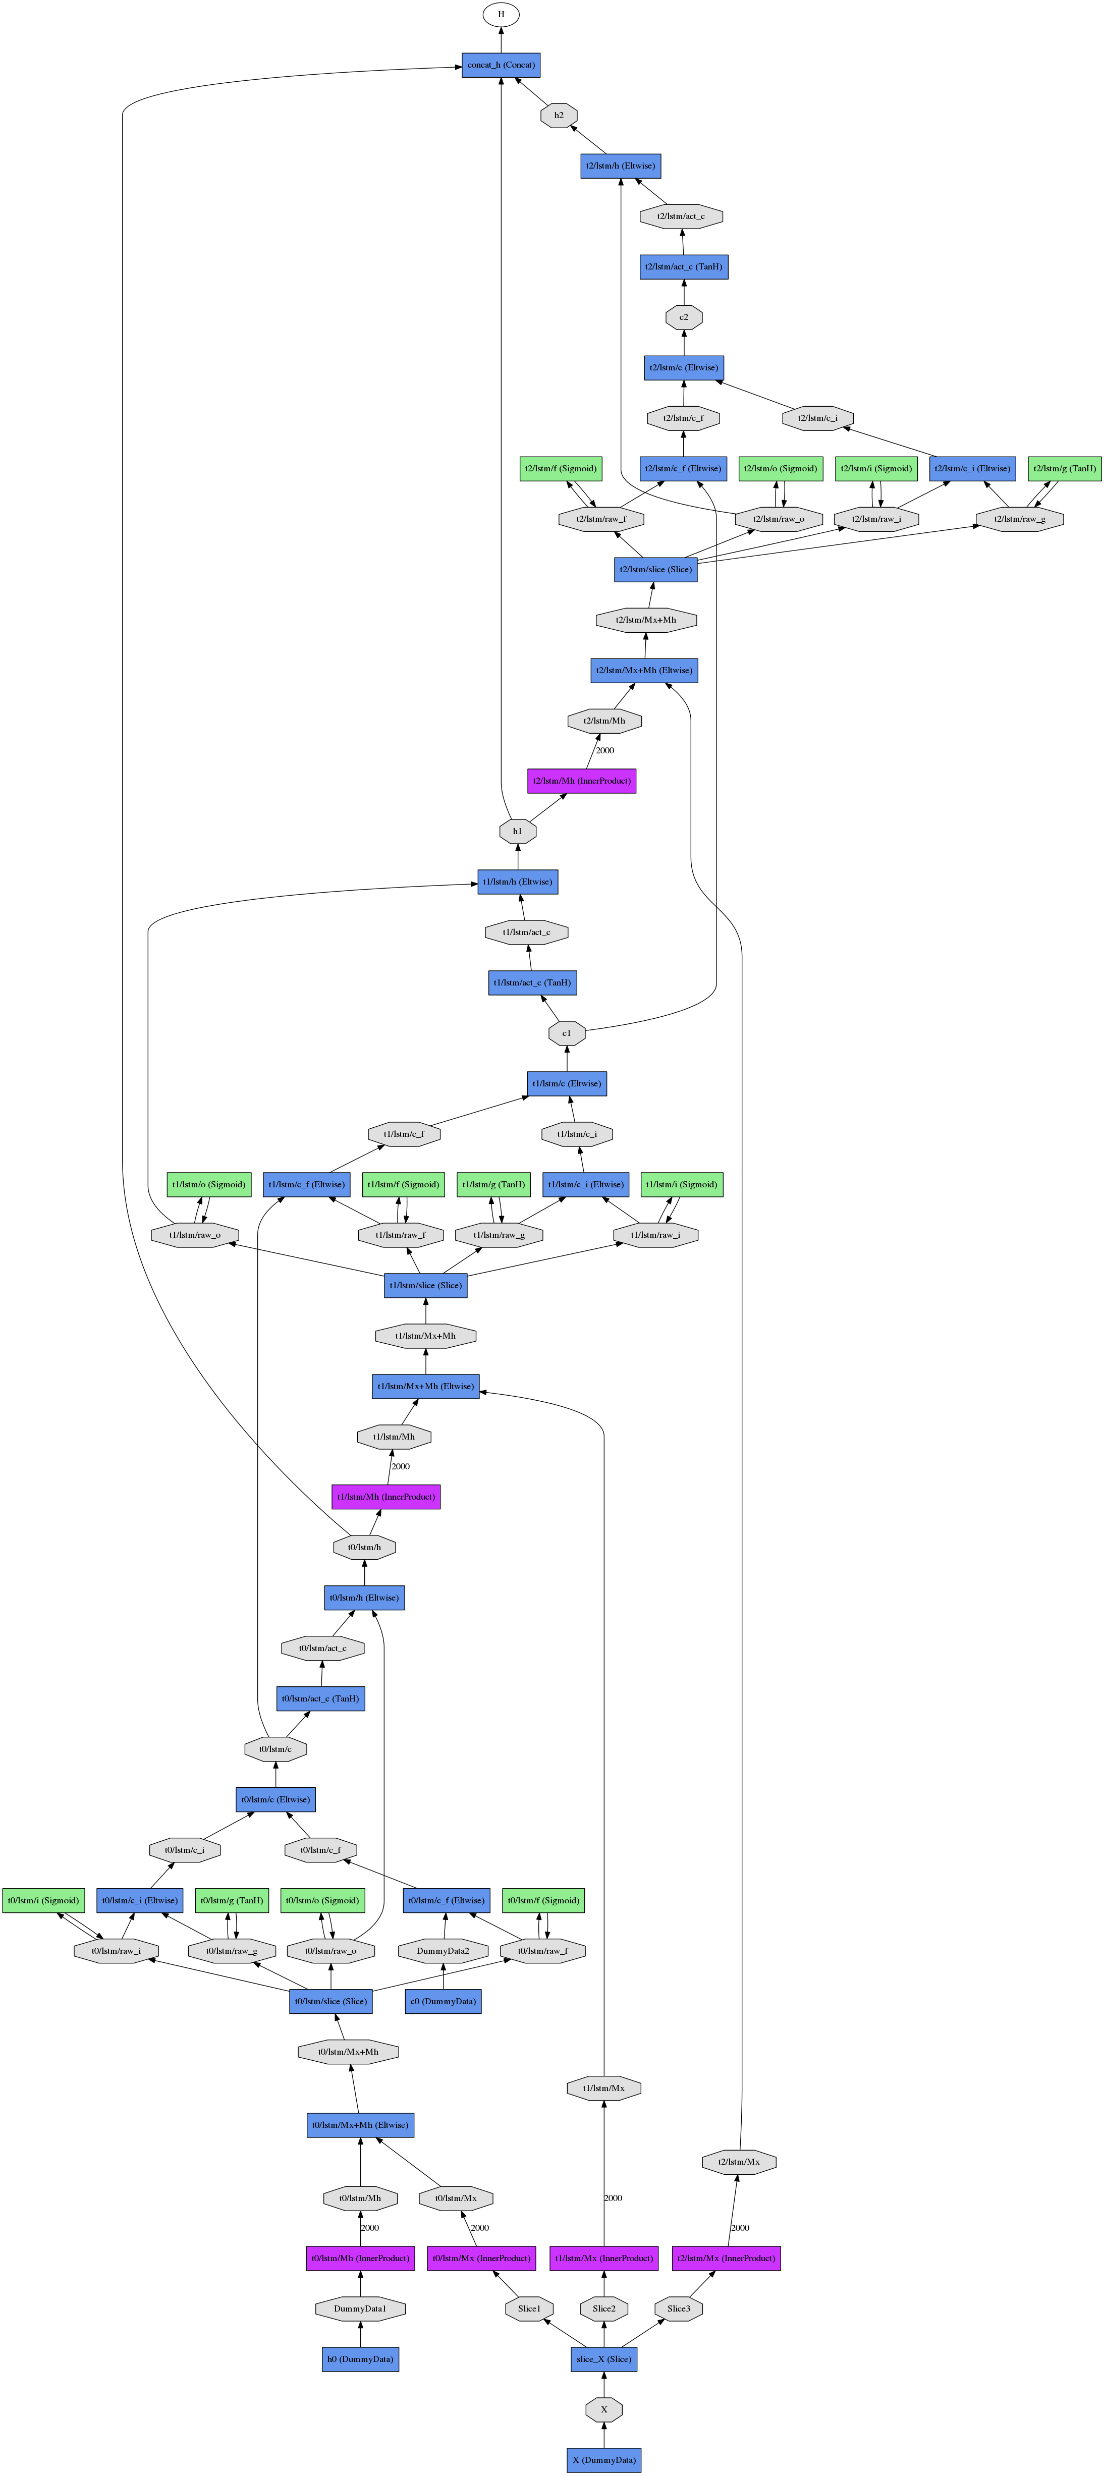 H
concat_h (Concat)
h2
t2/lstm/h (Eltwise)
t2/lstm/act_c
t2/lstm/act_c (TanH)
c2
t2/lstm/c (Eltwise)
t2/lstm/c_f
t2/lstm/c_i
t2/lstm/f (Sigmoid)
t2/lstm/c_f (Eltwise)
t2/lstm/o (Sigmoid)
t2/lstm/i (Sigmoid)
t2/lstm/c_i (Eltwise)
t2/lstm/g (TanH)
t2/lstm/raw_f
t2/lstm/raw_o
t2/lstm/raw_i
t2/lstm/raw_g
t2/lstm/slice (Slice)
t2/lstm/Mx+Mh
t2/lstm/Mx+Mh (Eltwise)
t2/lstm/Mh
2000
t2/lstm/Mh (InnerProduct)
h1
t1/lstm/h (Eltwise)
t1/lstm/act_c
t1/lstm/act_c (TanH)
c1
t1/lstm/c (Eltwise)
t1/lstm/c_f
t1/lstm/c_i
t1/lstm/o (Sigmoid)
t1/lstm/c_f (Eltwise)
t1/lstm/f (Sigmoid)
t1/lstm/g (TanH)
t1/lstm/c_i (Eltwise)
t1/lstm/i (Sigmoid)
t1/lstm/raw_o
t1/lstm/raw_f
t1/lstm/raw_g
t1/lstm/raw_i
t1/lstm/slice (Slice)
t1/lstm/Mx+Mh
t1/lstm/Mx+Mh (Eltwise)
t1/lstm/Mh
2000
t1/lstm/Mh (InnerProduct)
t0/lstm/h
t0/lstm/h (Eltwise)
t0/lstm/act_c
t0/lstm/act_c (TanH)
t0/lstm/c
t0/lstm/c (Eltwise)
t0/lstm/c_i
t0/lstm/c_f
t0/lstm/i (Sigmoid)
t0/lstm/c_i (Eltwise)
t0/lstm/g (TanH)
t0/lstm/o (Sigmoid)
t0/lstm/c_f (Eltwise)
t0/lstm/f (Sigmoid)
t0/lstm/raw_i
t0/lstm/raw_g
t0/lstm/raw_o
DummyData2
t0/lstm/raw_f
t0/lstm/slice (Slice)
c0 (DummyData)
t0/lstm/Mx+Mh
t1/lstm/Mx
t0/lstm/Mx+Mh (Eltwise)
t2/lstm/Mx
t0/lstm/Mh
t0/lstm/Mx
2000
2000
2000
2000
t0/lstm/Mh (InnerProduct)
t0/lstm/Mx (InnerProduct)
t1/lstm/Mx (InnerProduct)
t2/lstm/Mx (InnerProduct)
DummyData1
Slice1
Slice2
Slice3
h0 (DummyData)
slice_X (Slice)
X
X (DummyData)